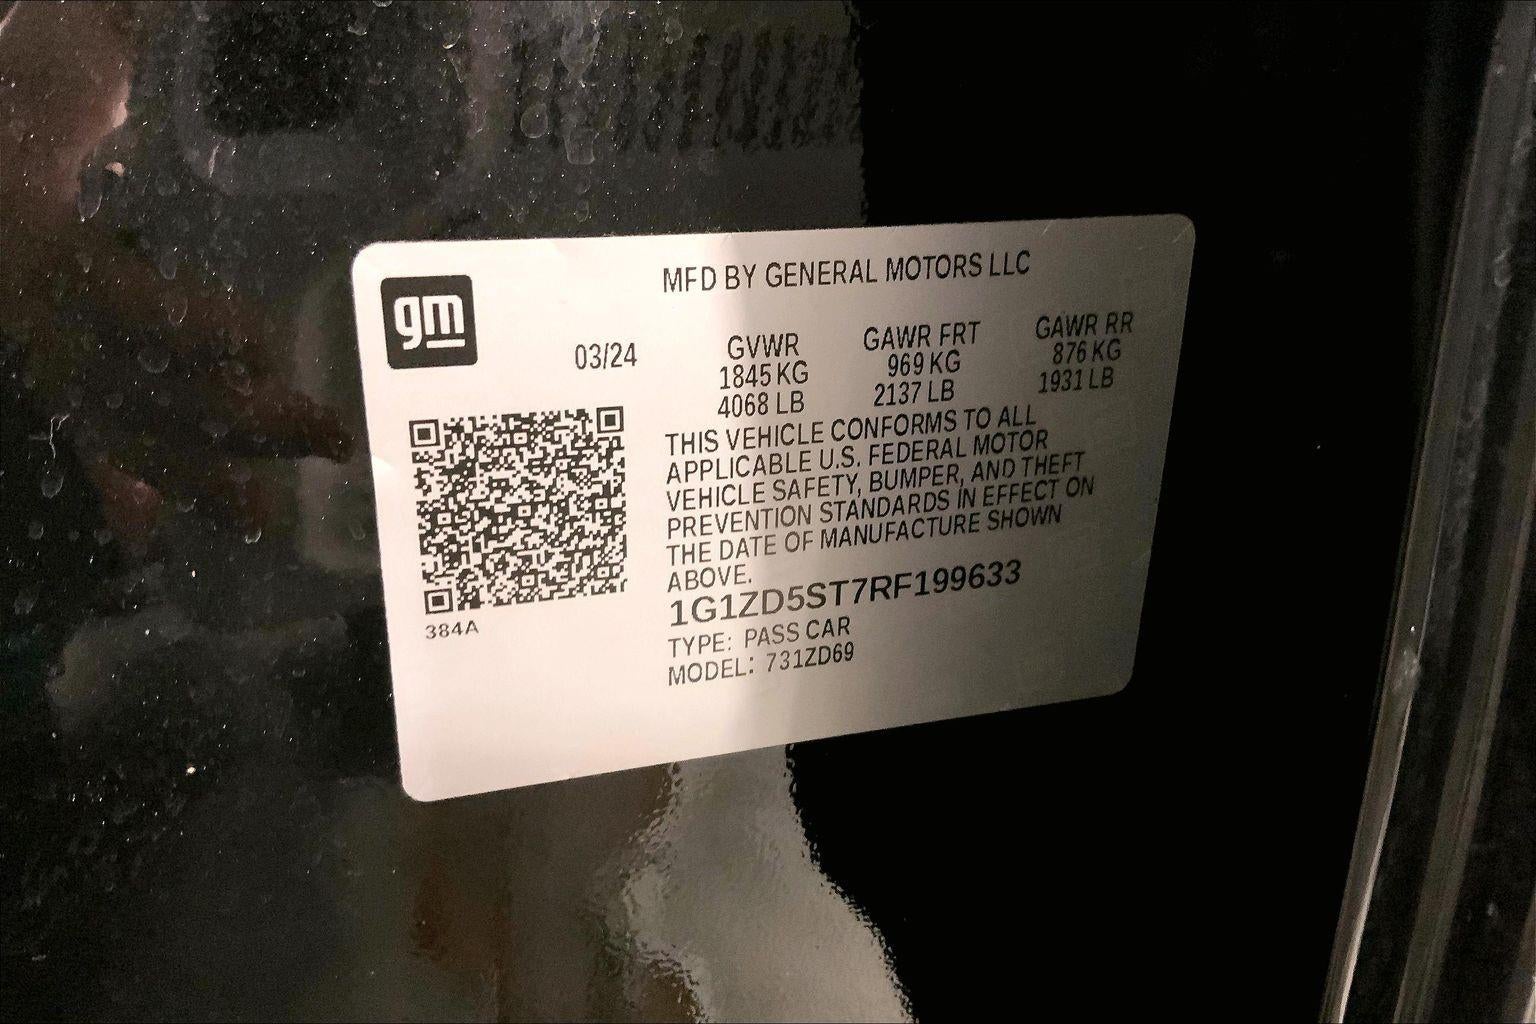 gm
MFD BY GENERAL MOTORS LLC
03/24
GVWR
1845 KG
4068 LB
GAWR FRT
969 KG
2137 LB
GAWR RR
876 KG
1931 LB
THIS VEHICLE CONFORMS TO ALL
APPLICABLE U.S. FEDERAL MOTOR
VEHICLE SAFETY, BUMPER, AND THEFT
PREVENTION STANDARDS IN EFFECT ON
THE DATE OF MANUFACTURE SHOWN
ABOVE.
1G1ZD5ST7RF199633
TYPE: PASS CAR
MODEL: 731ZD69
384A